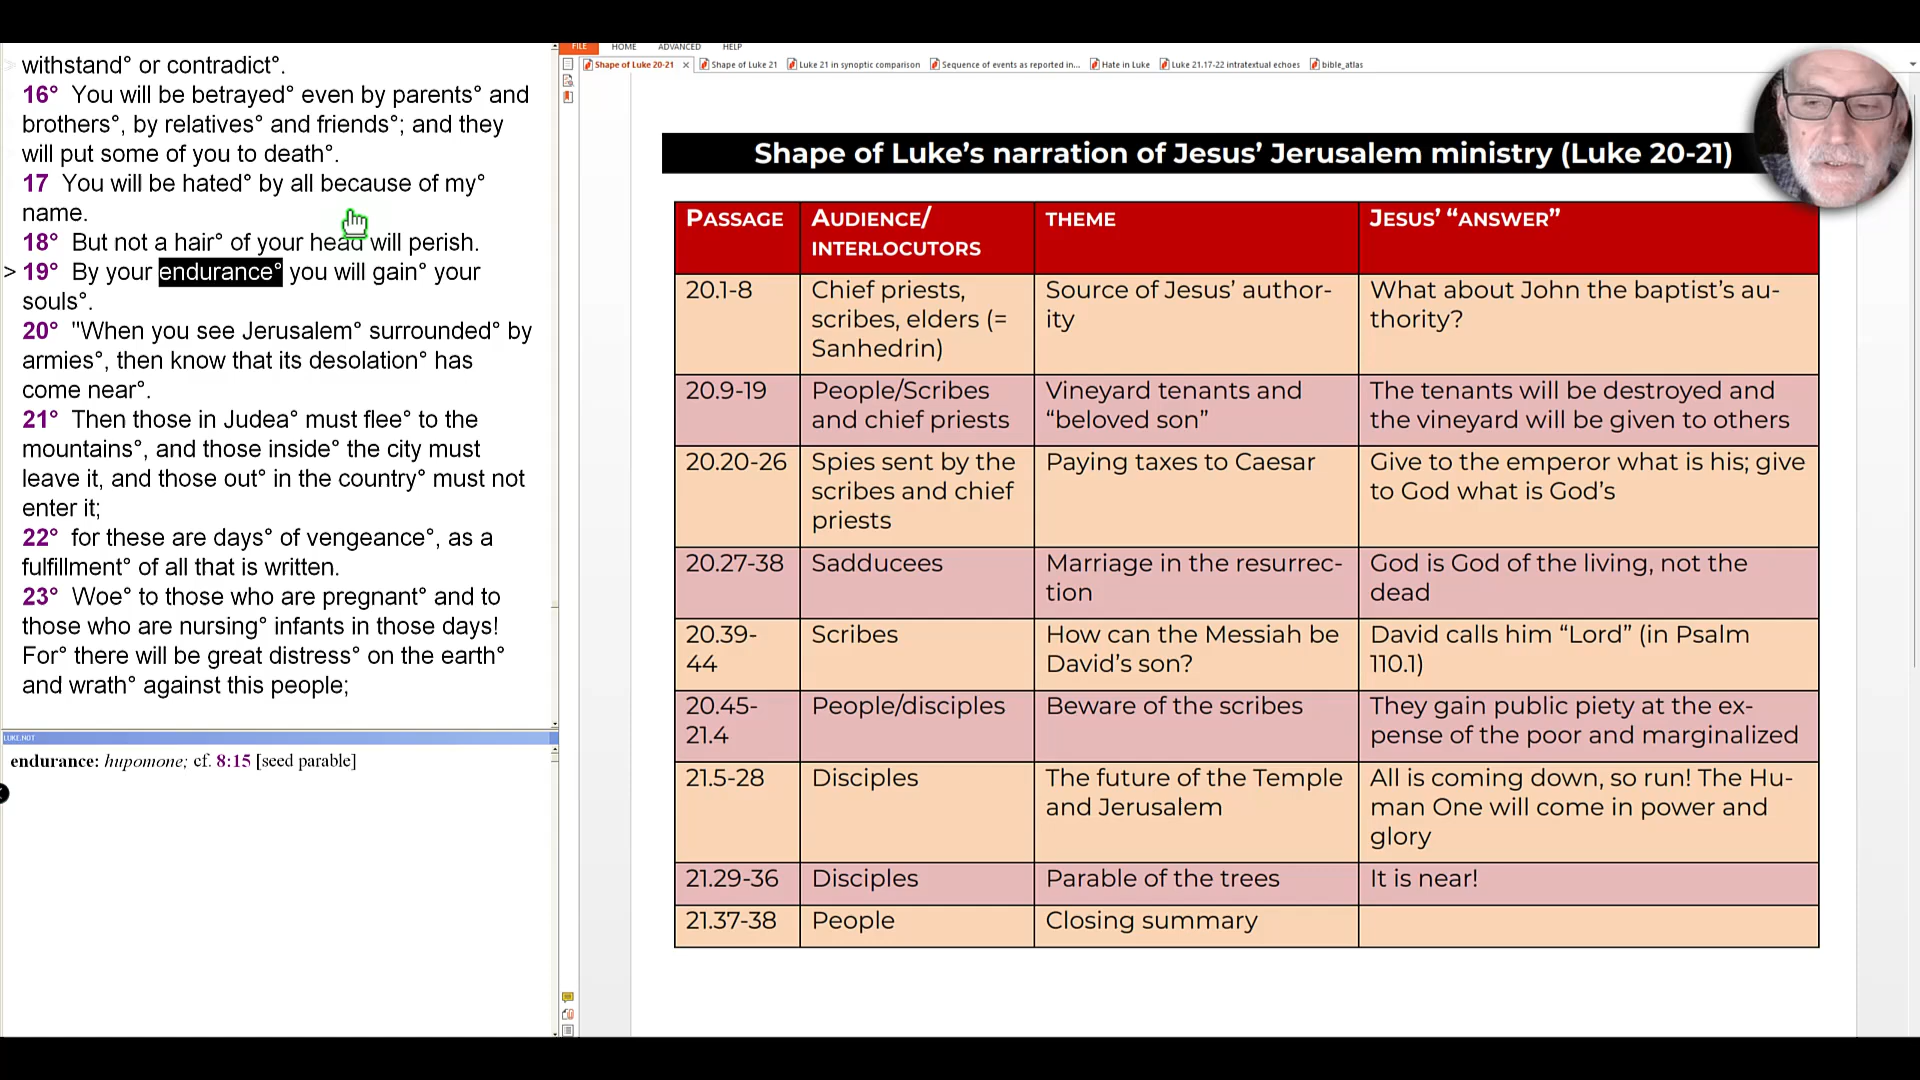 withstand° or contradict°.
16° You will be betrayed° even by parents° and
brothers°, by relatives° and friends°; and they
will put some of you to death°.
17 You will be hated° by all because of my°
name.
18° But not a hair° of your head will perish.
> 19° By your endurance° you will gain° your
souls°.
20° "When you see Jerusalem° surrounded° by
armies°, then know that its desolation° has
come near°.
21° Then those in Judea° must flee° to the
mountains°, and those inside° the city must
leave it, and those out° in the country° must not
enter it;
22° for these are days° of vengeance°, as a
fulfillment° of all that is written.
23° Woe° to those who are pregnant° and to
those who are nursing° infants in those days!
For° there will be great distress° on the earth°
and wrath° against this people;
LUKE.NOT
endurance: hupomone; cf. 8:15 [seed parable]
FILE HOME ADVANCED HELP
Shape of Luke 20-21 × Shape of Luke 21 Luke 21 in synoptic comparison Sequence of events as reported in... Hate in Luke Luke 21.17-22 intratextual echoes bible_atlas
Shape of Luke’s narration of Jesus’ Jerusalem ministry (Luke 20-21)
PASSAGE
AUDIENCE/
INTERLOCUTORS
THEME
JESUS’ “ANSWER”
20.1-8
Chief priests,
scribes, elders (=
Sanhedrin)
Source of Jesus’ author-
ity
What about John the baptist’s au-
thority?
20.9-19
People/Scribes
and chief priests
Vineyard tenants and
“beloved son”
The tenants will be destroyed and
the vineyard will be given to others
20.20-26
Spies sent by the
scribes and chief
priests
Paying taxes to Caesar
Give to the emperor what is his; give
to God what is God’s
20.27-38
Sadducees
Marriage in the resurrec-
tion
God is God of the living, not the
dead
20.39-
44
Scribes
How can the Messiah be
David’s son?
David calls him “Lord” (in Psalm
110.1)
20.45-
21.4
People/disciples
Beware of the scribes
They gain public piety at the ex-
pense of the poor and marginalized
21.5-28
Disciples
The future of the Temple
and Jerusalem
All is coming down, so run! The Hu-
man One will come in power and
glory
21.29-36
Disciples
Parable of the trees
It is near!
21.37-38
People
Closing summary